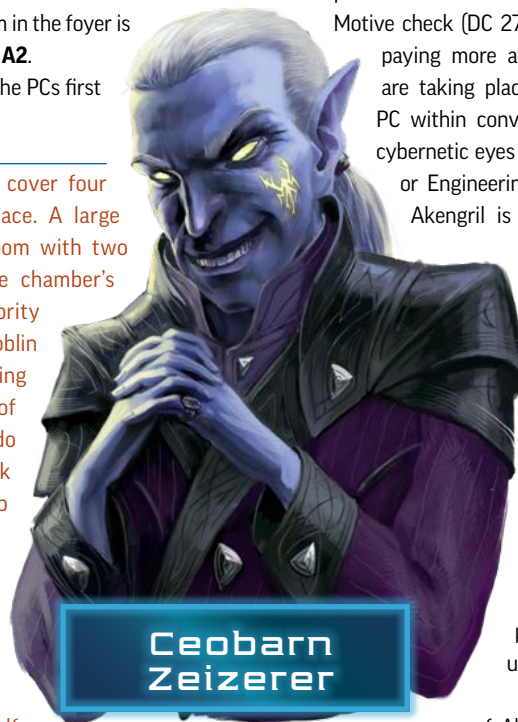 m in the foyer is
A2.
he PCs first
cover four
ace. A large
oom with two
e chamber's
ority
blin
ing
of
do
k
Motive check (DC 27
paying more a
are taking plac
PC within conv
cybernetic eyes
or Engineerin
Akengril is
Ceobarn
Zeizerer
u